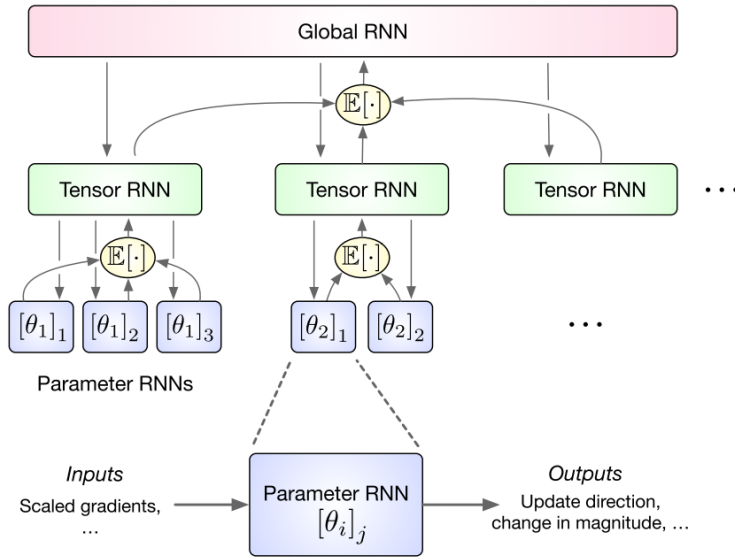 Global RNN
𝔼[·]
Tensor RNN
Tensor RNN
Tensor RNN
...
𝔼[·]
𝔼[·]
[θ₁]₁
[θ₁]₂
[θ₁]₃
[θ₂]₁
[θ₂]₂
...
Parameter RNNs
Inputs
Scaled gradients,
...
Parameter RNN
[θᵢ]ⱼ
Outputs
Update direction,
change in magnitude, ...